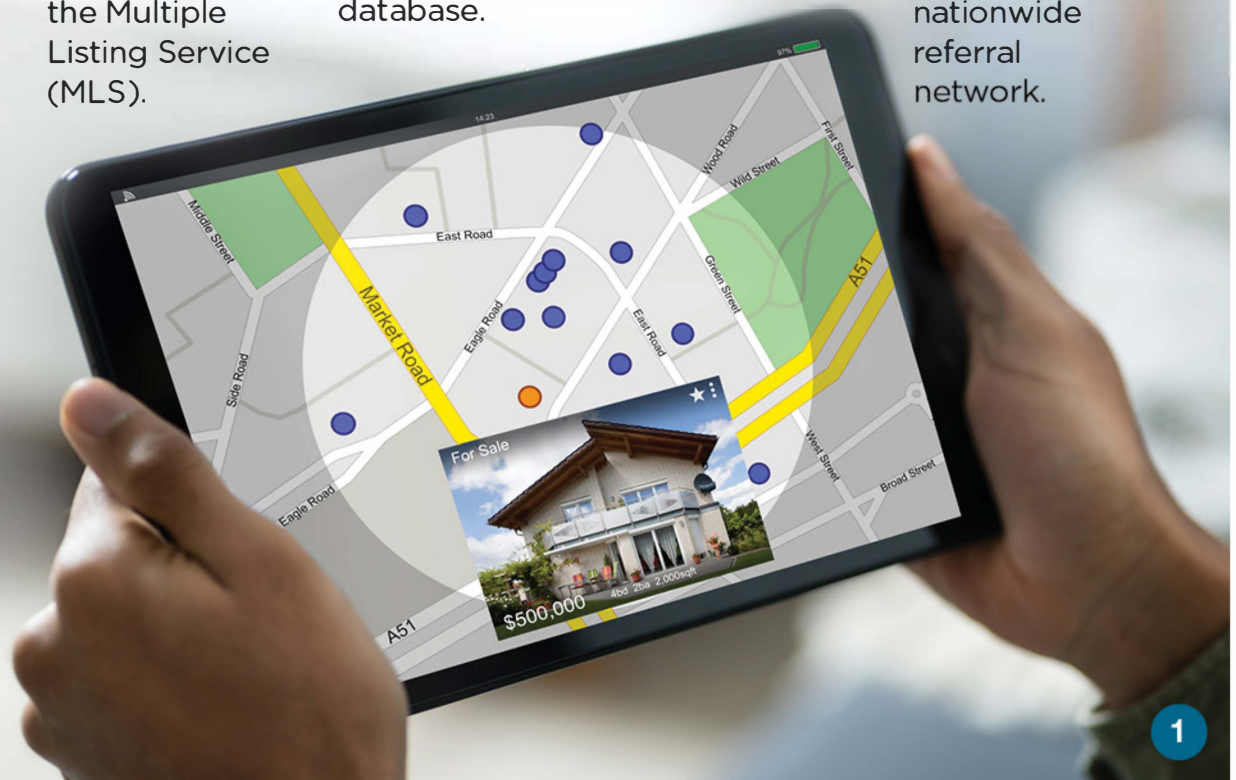 the Multiple
Listing Service
(MLS).
database.
nationwide
referral
network.
97%
14:23
Middle Street
East Road
Wood Road
Wild Street
First Street
Market Road
Eagle Road
Green Street
East Road
A51
Side Road
Eagle Road
For Sale
West Street
Broad Street
$500,000
4bd 2ba 2,000sqft
A51
1